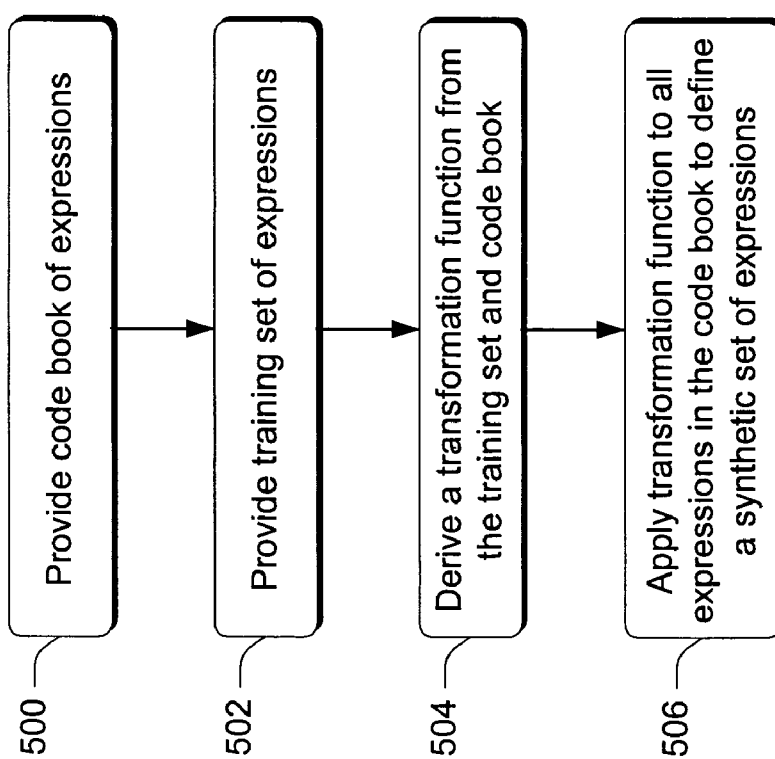 500
Provide code book of expressions
502
Provide training set of expressions
504
Derive a transformation function from
the training set and code book
506
Apply transformation function to all
expressions in the code book to define
a synthetic set of expressions